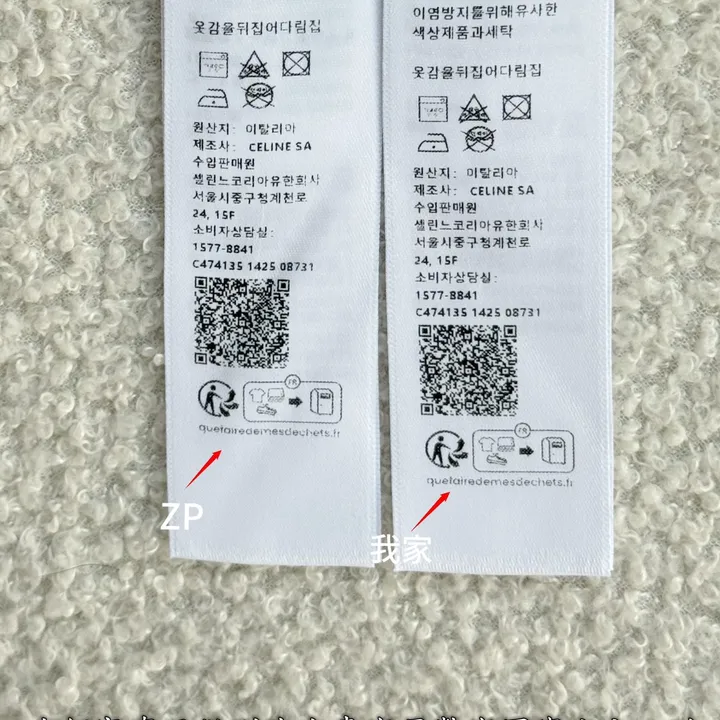 옷감을뒤집어다림집
원산지: 이탈리아
제조사: CELINE SA
수입판매원
셀린느코리아유한회사
서울시중구청계천로
24, 15F
소비자상담실:
1577-8841
C474135 1425 08731
FR
quefairedemesdechets.fr
ZP
이염방지를위해유사한
색상제품과세탁
옷감을뒤집어다림집
원산지: 이탈리아
제조사: CELINE SA
수입판매원
셀린느코리아유한회사
서울시중구청계천로
24, 15F
소비자상담실:
1577-8841
C474135 1425 08731
FR
quefairedemesdechets.fr
我家